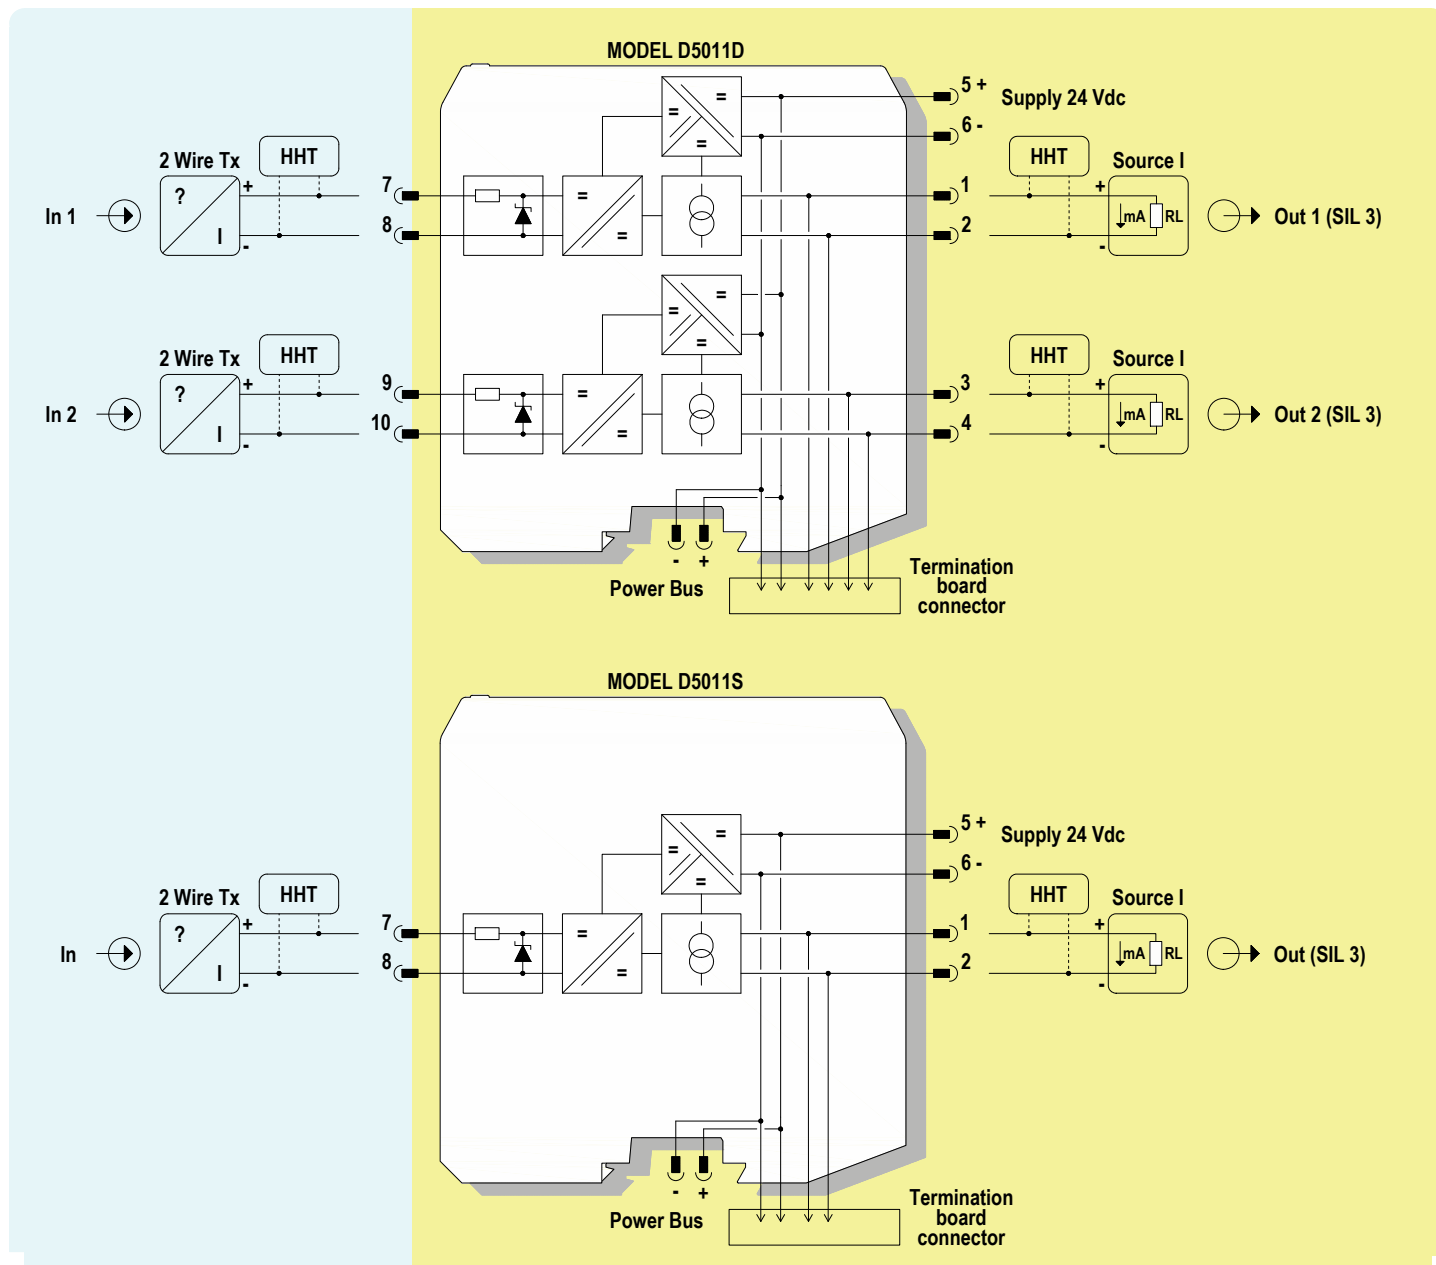 MODEL D5011D
5 +
Supply 24 Vdc
6 -
2 Wire Tx
HHT
7
1
HHT
Source I
+
?
I
-
8
2
+
mA
RL
-
In 1
Out 1 (SIL 3)
=
=
=
=
=
2 Wire Tx
HHT
9
3
HHT
Source I
+
?
I
-
10
4
+
mA
RL
-
In 2
Out 2 (SIL 3)
=
=
=
=
=
- +
Power Bus
Termination
board
connector
MODEL D5011S
5 +
Supply 24 Vdc
6 -
2 Wire Tx
HHT
7
1
HHT
Source I
+
?
I
-
8
2
+
mA
RL
-
In
Out (SIL 3)
=
=
=
=
=
- +
Power Bus
Termination
board
connector